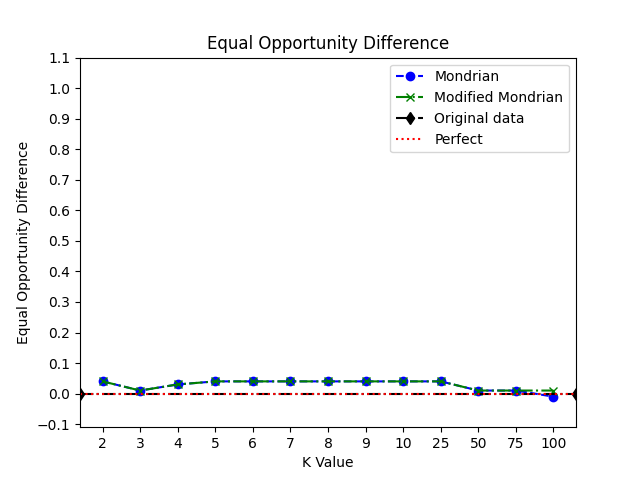 Equal Opportunity Difference
1.1
1.0
0.9
0.8
0.7
0.6
0.5
0.4
0.3
0.2
0.1
0.0
−0.1
Equal Opportunity Difference
Mondrian
Modified Mondrian
Original data
Perfect
2 3 4 5 6 7 8 9 10 25 50 75 100
K Value